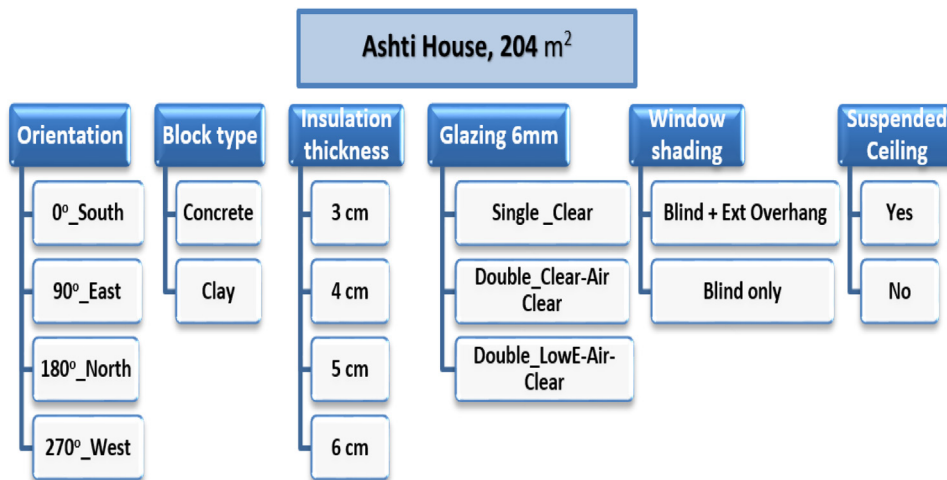 Ashti House, 204 m²
Orientation
0º_South
90º_East
180º_North
270º_West
Block type
Concrete
Clay
Insulation
thickness
3 cm
4 cm
5 cm
6 cm
Glazing 6mm
Single _Clear
Double_Clear-Air
Clear
Double_LowE-Air-
Clear
Window
shading
Blind + Ext Overhang
Blind only
Suspended
Ceiling
Yes
No